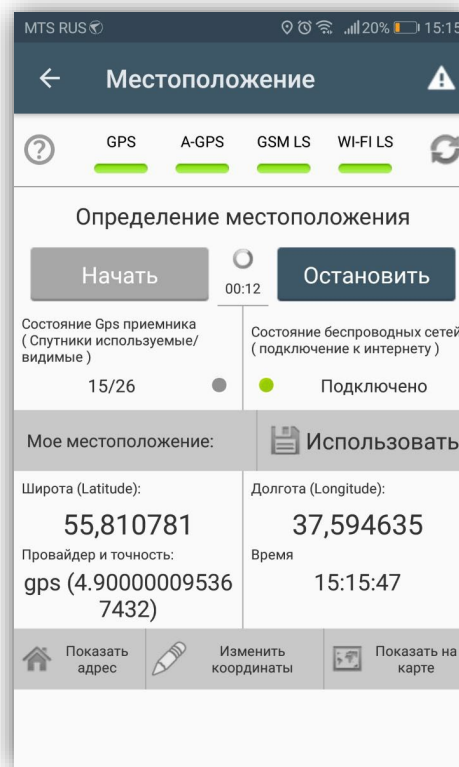 MTS RUS 20% 15:15
Местоположение
GPS A-GPS GSM LS WI-FI LS
Определение местоположения
Начать 00:12 Остановить
Состояние Gps приемника
( Спутники используемые/
видимые )
15/26
Состояние беспроводных сетей
( подключение к интернету )
Подключено
Мое местоположение: Использовать
Широта (Latitude):
55,810781
Долгота (Longitude):
37,594635
Провайдер и точность:
gps (4.90000009536
7432)
Время
15:15:47
Показать
адрес
Изменить
координаты
Показать на
карте